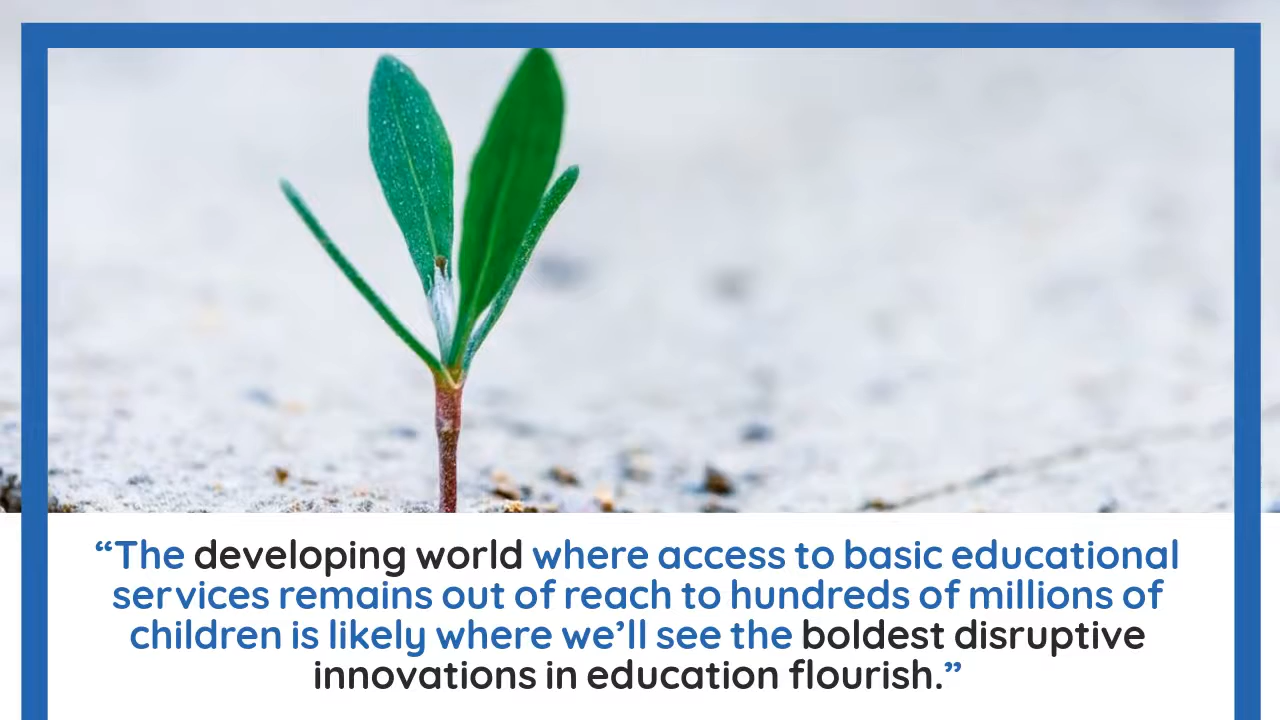 “The developing world where access to basic educational
services remains out of reach to hundreds of millions of
children is likely where we’ll see the boldest disruptive
innovations in education flourish.”